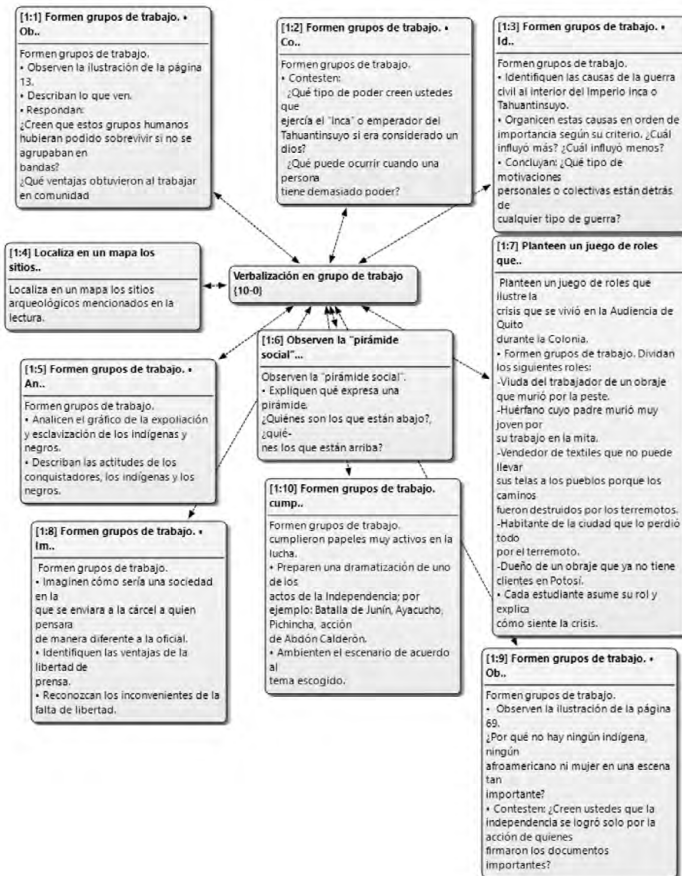 [1:1] Formen grupos de trabajo. •
Ob..
Formen grupos de trabajo.
• Observen la ilustración de la página
13.
• Describan lo que ven.
• Respondan:
¿Creen que estos grupos humanos
hubieran podido sobrevivir si no se
agrupaban en
bandas?
¿Qué ventajas obtuvieron al trabajar
en comunidad
[1:2] Formen grupos de trabajo. •
Co..
Formen grupos de trabajo.
• Contesten:
¿Qué tipo de poder creen ustedes
que
ejercía el "Inca" o emperador del
Tahuantinsuyo si era considerado un
dios?
¿Qué puede ocurrir cuando una
persona
tiene demasiado poder?
[1:3] Formen grupos de trabajo. •
Id..
Formen grupos de trabajo.
• Identifiquen las causas de la guerra
civil al interior del Imperio Inca o
Tahuantinsuyo.
• Organicen estas causas en orden de
importancia según su criterio. ¿Cuál
influyó más? ¿Cuál influyó menos?
• Concluyan: ¿Qué tipo de
motivaciones
personales o colectivas están detrás
de
cualquier tipo de guerra?
[1:4] Localiza en un mapa los
sitios..
Localiza en un mapa los sitios
arqueológicos mencionados en la
lectura.
Verbalización en grupo de trabajo
{10-0}
[1:7] Planteen un juego de roles
que..
Planteen un juego de roles que
ilustre la
crisis que se vivió en la Audiencia de
Quito
durante la Colonia.
• Formen grupos de trabajo. Dividan
los siguientes roles:
-Viuda del trabajador de un obraje
que murió por la peste.
-Huérfano cuyo padre murió muy
joven por
su trabajo en la mita.
-Vendedor de textiles que no puede
llevar
sus telas a los pueblos porque los
caminos
fueron destruidos por los terremotos.
-Habitante de la ciudad que lo perdió
todo
por el terremoto.
-Dueño de un obraje que ya no tiene
clientes en Potosí.
• Cada estudiante asume su rol y
explica
cómo siente la crisis.
[1:6] Observen la "pirámide
social"...
Observen la "pirámide social".
• Expliquen qué expresa una
pirámide.
¿Quiénes son los que están abajo?,
¿quié-
nes los que están arriba?
[1:5] Formen grupos de trabajo. •
An..
Formen grupos de trabajo.
• Analicen el gráfico de la expoliación
y esclavización de los indígenas y
negros.
• Describan las actitudes de los
conquistadores, los indígenas y los
negros.
[1:10] Formen grupos de trabajo.
cump..
Formen grupos de trabajo.
cumplieron papeles muy activos en la
lucha.
• Preparen una dramatización de uno
de los
actos de la Independencia; por
ejemplo: Batalla de Junín, Ayacucho,
Pichincha, acción
de Abdón Calderón.
• Ambienten el escenario de acuerdo
al
tema escogido.
[1:8] Formen grupos de trabajo. •
Im..
Formen grupos de trabajo.
• Imaginen cómo sería una sociedad
en la
que se enviara a la cárcel a quien
pensara
de manera diferente a la oficial.
• Identifiquen las ventajas de la
libertad de
prensa.
• Reconozcan los inconvenientes de la
falta de libertad.
[1:9] Formen grupos de trabajo. •
Ob..
Formen grupos de trabajo.
• Observen la ilustración de la página
69.
¿Por qué no hay ningún indígena,
ningún
afroamericano ni mujer en una escena
tan
importante?
• Contesten: ¿Creen ustedes que la
independencia se logró solo por la
acción de quienes
firmaron los documentos
importantes?